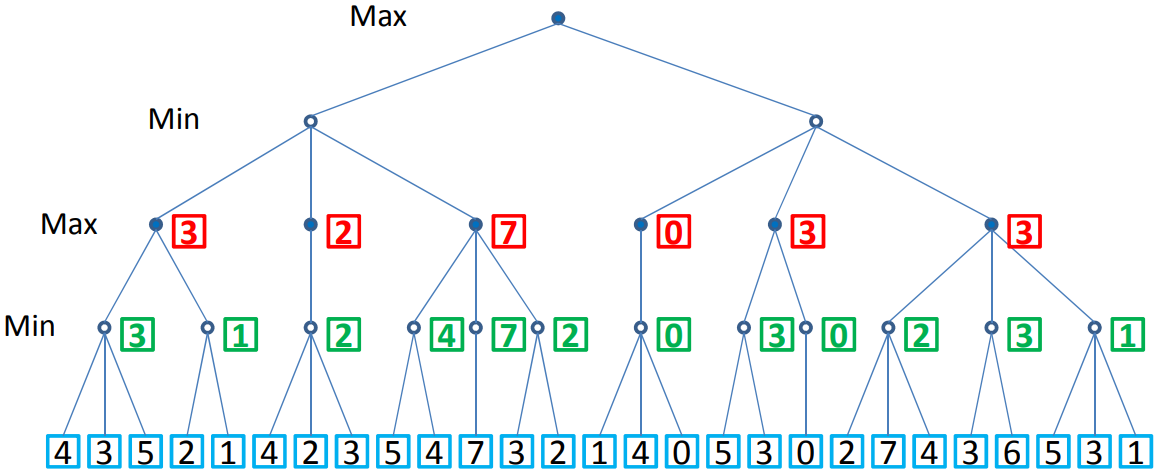 Max
Min
Max 3 2 7 0 3 3
Min 3 1 2 4 7 2 0 3 0 2 3 1
4 3 5 2 1 4 2 3 5 4 7 3 2 1 4 0 5 3 0 2 7 4 3 6 5 3 1